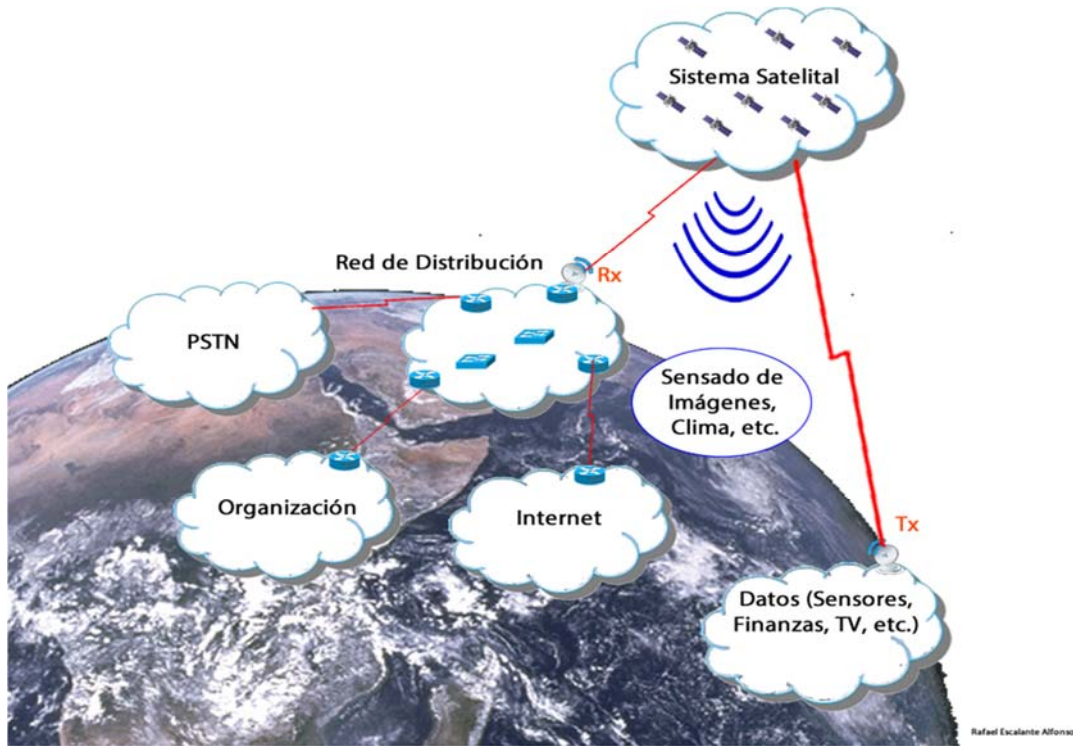 Sistema Satelital
Red de Distribución
Rx
PSTN
Sensado de
Imágenes,
Clima, etc.
Organización
Internet
Tx
Datos (Sensores,
Finanzas, TV, etc.)
Rafael Escalante Alfonso